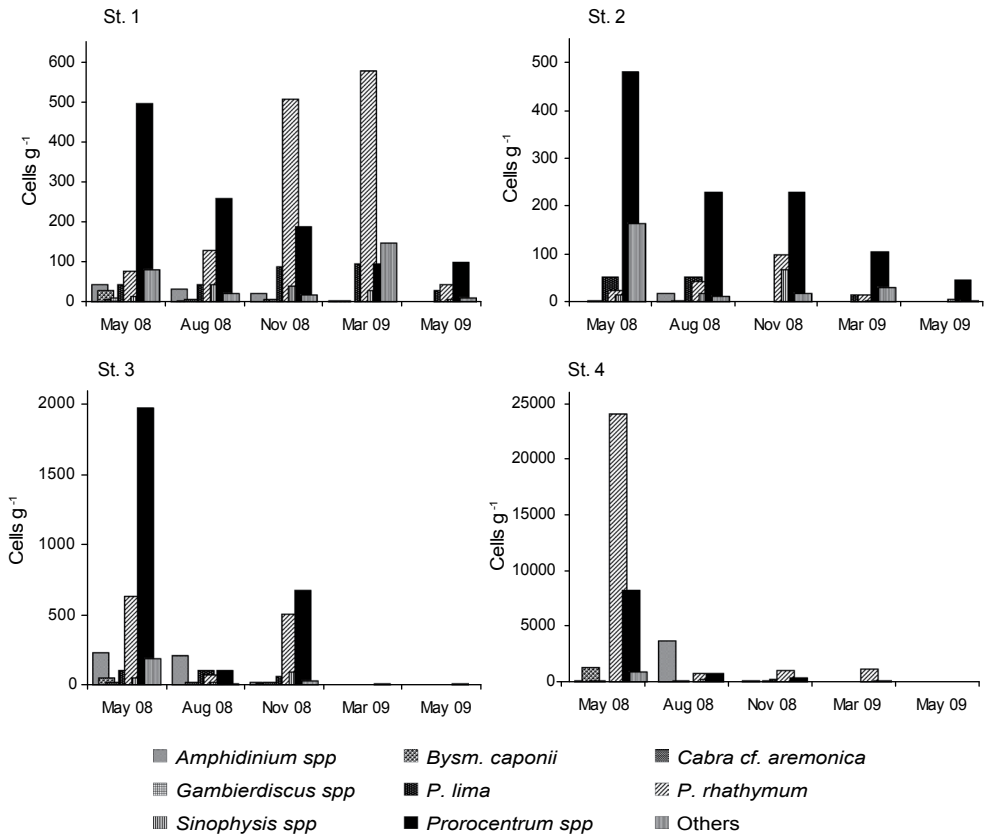 St. 1
Cells g-1
600
500
400
300
200
100
0
May 08 Aug 08 Nov 08 Mar 09 May 09
St. 2
Cells g-1
500
400
300
200
100
0
May 08 Aug 08 Nov 08 Mar 09 May 09
St. 3
Cells g-1
2000
1500
1000
500
0
May 08 Aug 08 Nov 08 Mar 09 May 09
St. 4
Cells g-1
25000
20000
15000
10000
5000
0
May 08 Aug 08 Nov 08 Mar 09 May 09
Amphidinium spp Bysm. caponii Cabra cf. aremonica
Gambierdiscus spp P. lima P. rhathymum
Sinophysis spp Prorocentrum spp Others